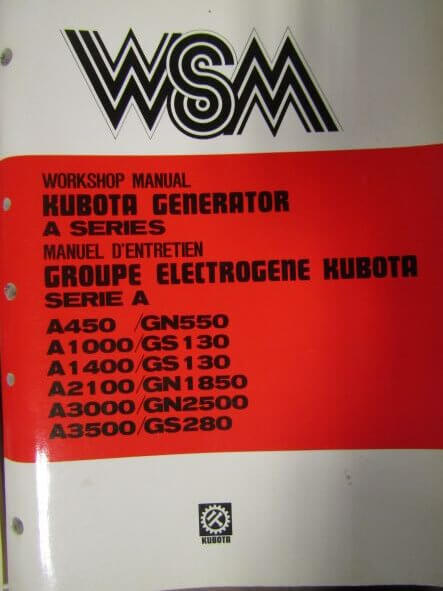 WSM
WORKSHOP MANUAL
KUBOTA GENERATOR
A SERIES
MANUEL D'ENTRETIEN
GROUPE ELECTROGENE KUBOTA
SERIE A
A450 /GN550
A1000/GS130
A1400/GS130
A2100/GN1850
A3000/GN2500
A3500/GS280
KUBOTA